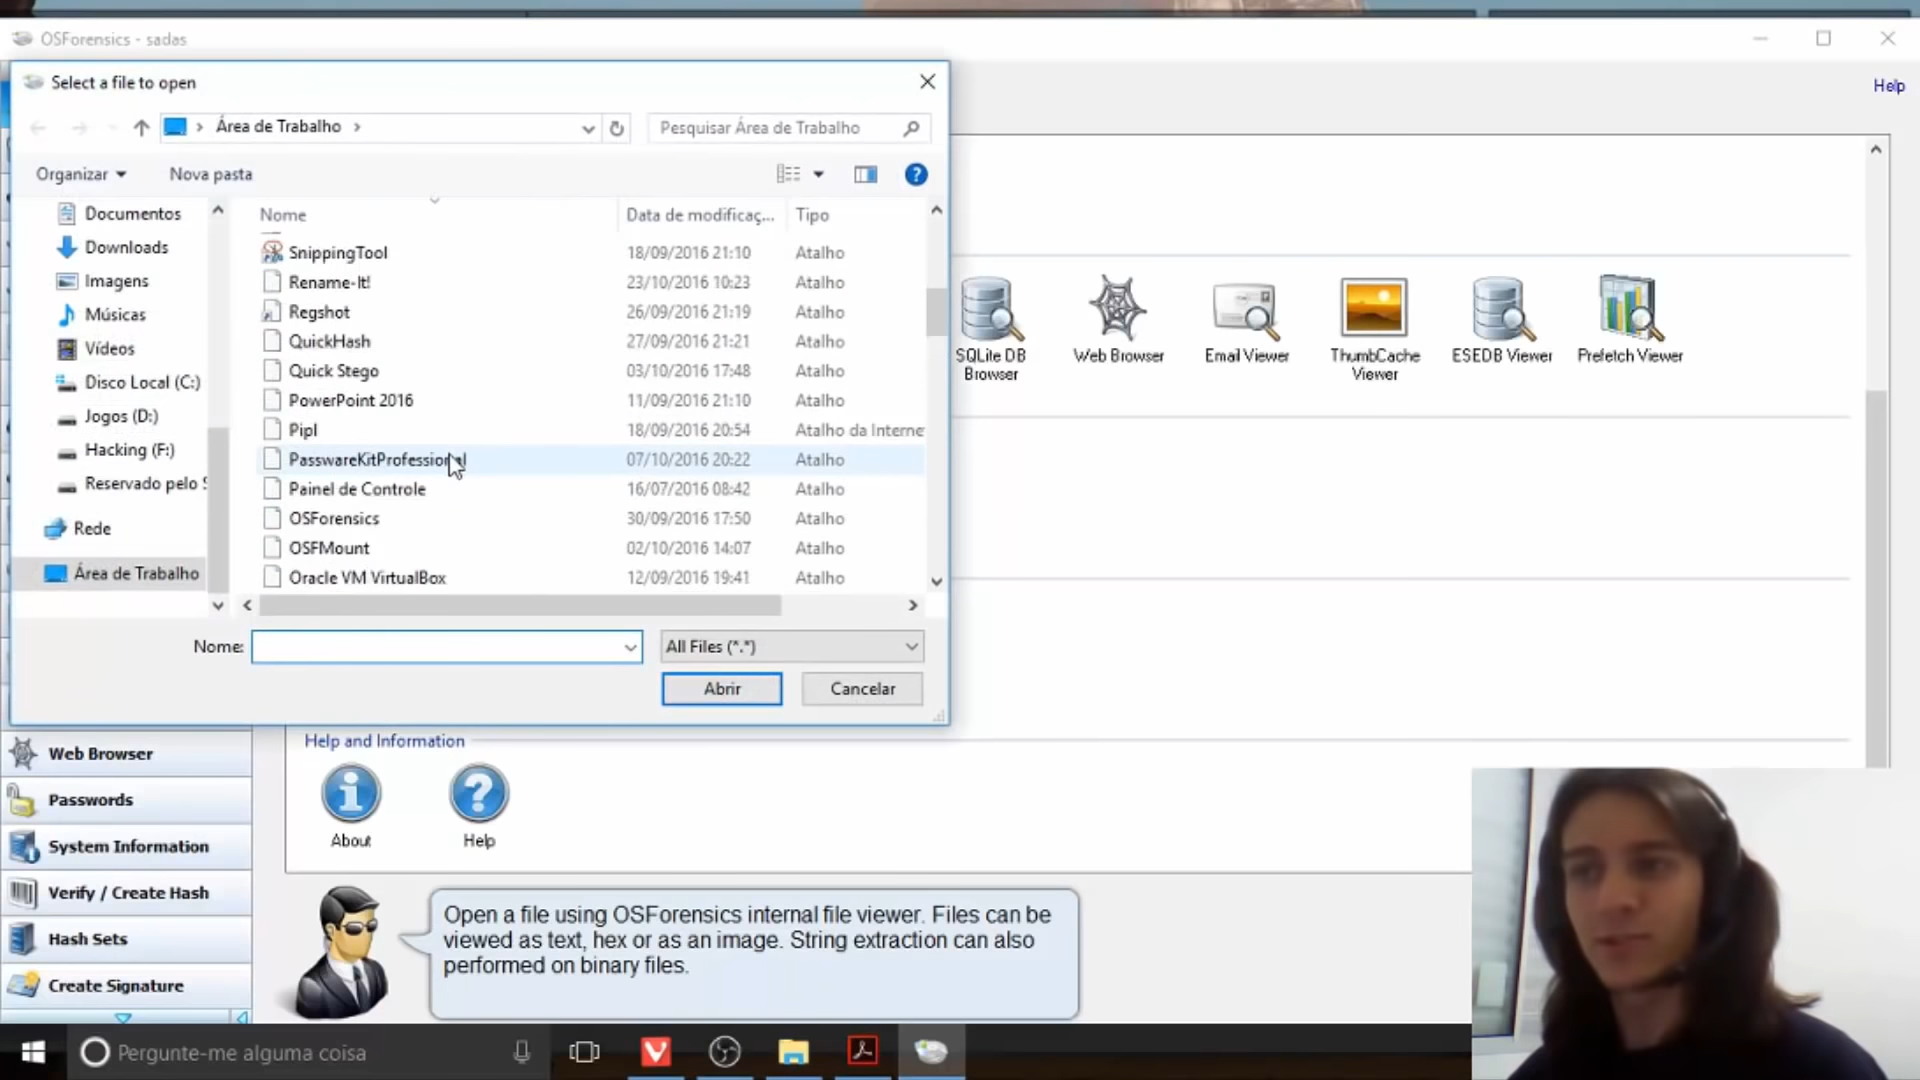 OSForensics - sadas
Help
Select a file to open
Área de Trabalho
Pesquisar Área de Trabalho
Organizar
Nova pasta
Nome
Data de modificaç...
Tipo
Documentos
Downloads
Imagens
Músicas
Vídeos
Disco Local (C:)
Jogos (D:)
Hacking (F:)
Reservado pelo S
Rede
Área de Trabalho
SnippingTool 18/09/2016 21:10 Atalho
Rename-It! 23/10/2016 10:23 Atalho
Regshot 26/09/2016 21:19 Atalho
QuickHash 27/09/2016 21:21 Atalho
Quick Stego 03/10/2016 17:48 Atalho
PowerPoint 2016 11/09/2016 21:10 Atalho
Pipl 18/09/2016 20:54 Atalho da Interne
PasswareKitProfessional 07/10/2016 20:22 Atalho
Painel de Controle 16/07/2016 08:42 Atalho
OSForensics 30/09/2016 17:50 Atalho
OSFMount 02/10/2016 14:07 Atalho
Oracle VM VirtualBox 12/09/2016 19:41 Atalho
Nome:
All Files (*.*)
Abrir
Cancelar
SQLite DB
Browser
Web Browser
Email Viewer
ThumbCache
Viewer
ESEDB Viewer
Prefetch Viewer
Web Browser
Passwords
System Information
Verify / Create Hash
Hash Sets
Create Signature
Help and Information
About
Help
Open a file using OSForensics internal file viewer. Files can be
viewed as text, hex or as an image. String extraction can also
performed on binary files.
Pergunte-me alguma coisa